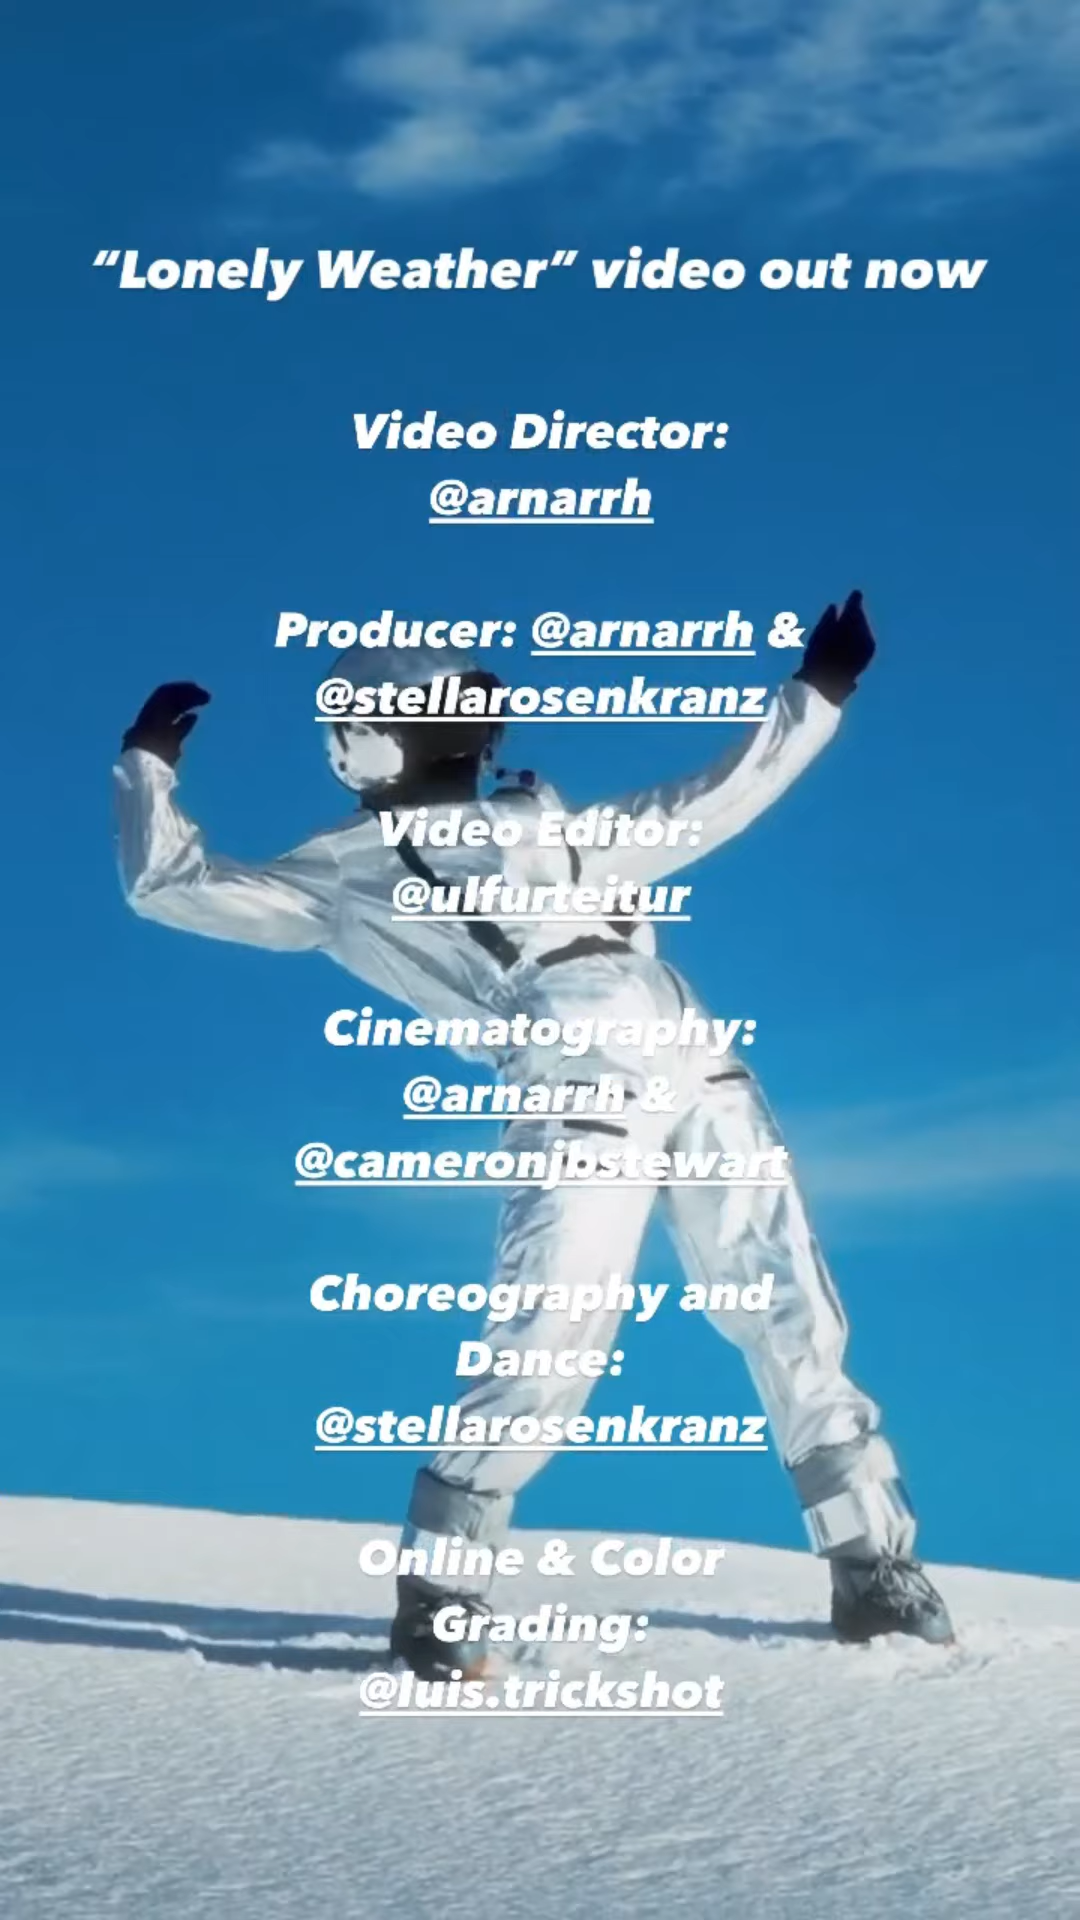 “Lonely Weather” video out now
Video Director:
@arnarrh
Producer: @arnarrh &
@stellarosenkranz
Video Editor:
@ulfurteitur
Cinematography:
@arnarrh &
@cameronjbstewart
Choreography and
Dance:
@stellarosenkranz
Online & Color
Grading:
@luis.trickshot